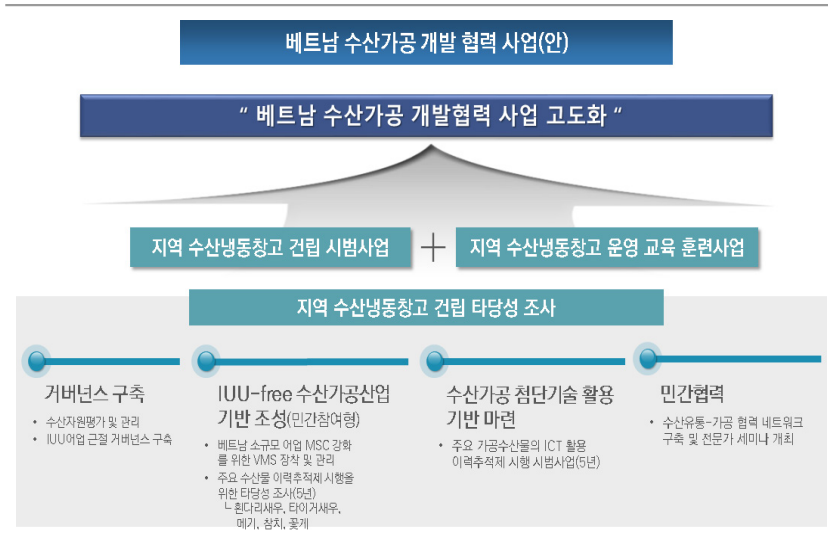 베트남 수산가공 개발 협력 사업(안)
“ 베트남 수산가공 개발협력 사업 고도화 “
지역 수산냉동창고 건립 시범사업 + 지역 수산냉동창고 운영 교육 훈련사업
지역 수산냉동창고 건립 타당성 조사
거버넌스 구축
• 수산자원평가 및 관리
• IUU어업 근절 거버넌스 구축
IUU-free 수산가공산업
기반 조성(민간참여형)
• 베트남 소규모 어업 MSC 강화
를 위한 VMS 장착 및 관리
• 주요 수산물 이력추적제 시행을
위한 타당성 조사(5년)
└ 흰다리새우, 타이거새우,
메기, 참치, 꽃게
수산가공 첨단기술 활용
기반 마련
• 주요 가공수산물의 ICT 활용
이력추적제 시행 시범사업(5년)
민간협력
• 수산유통-가공 협력 네트워크
구축 및 전문가 세미나 개최